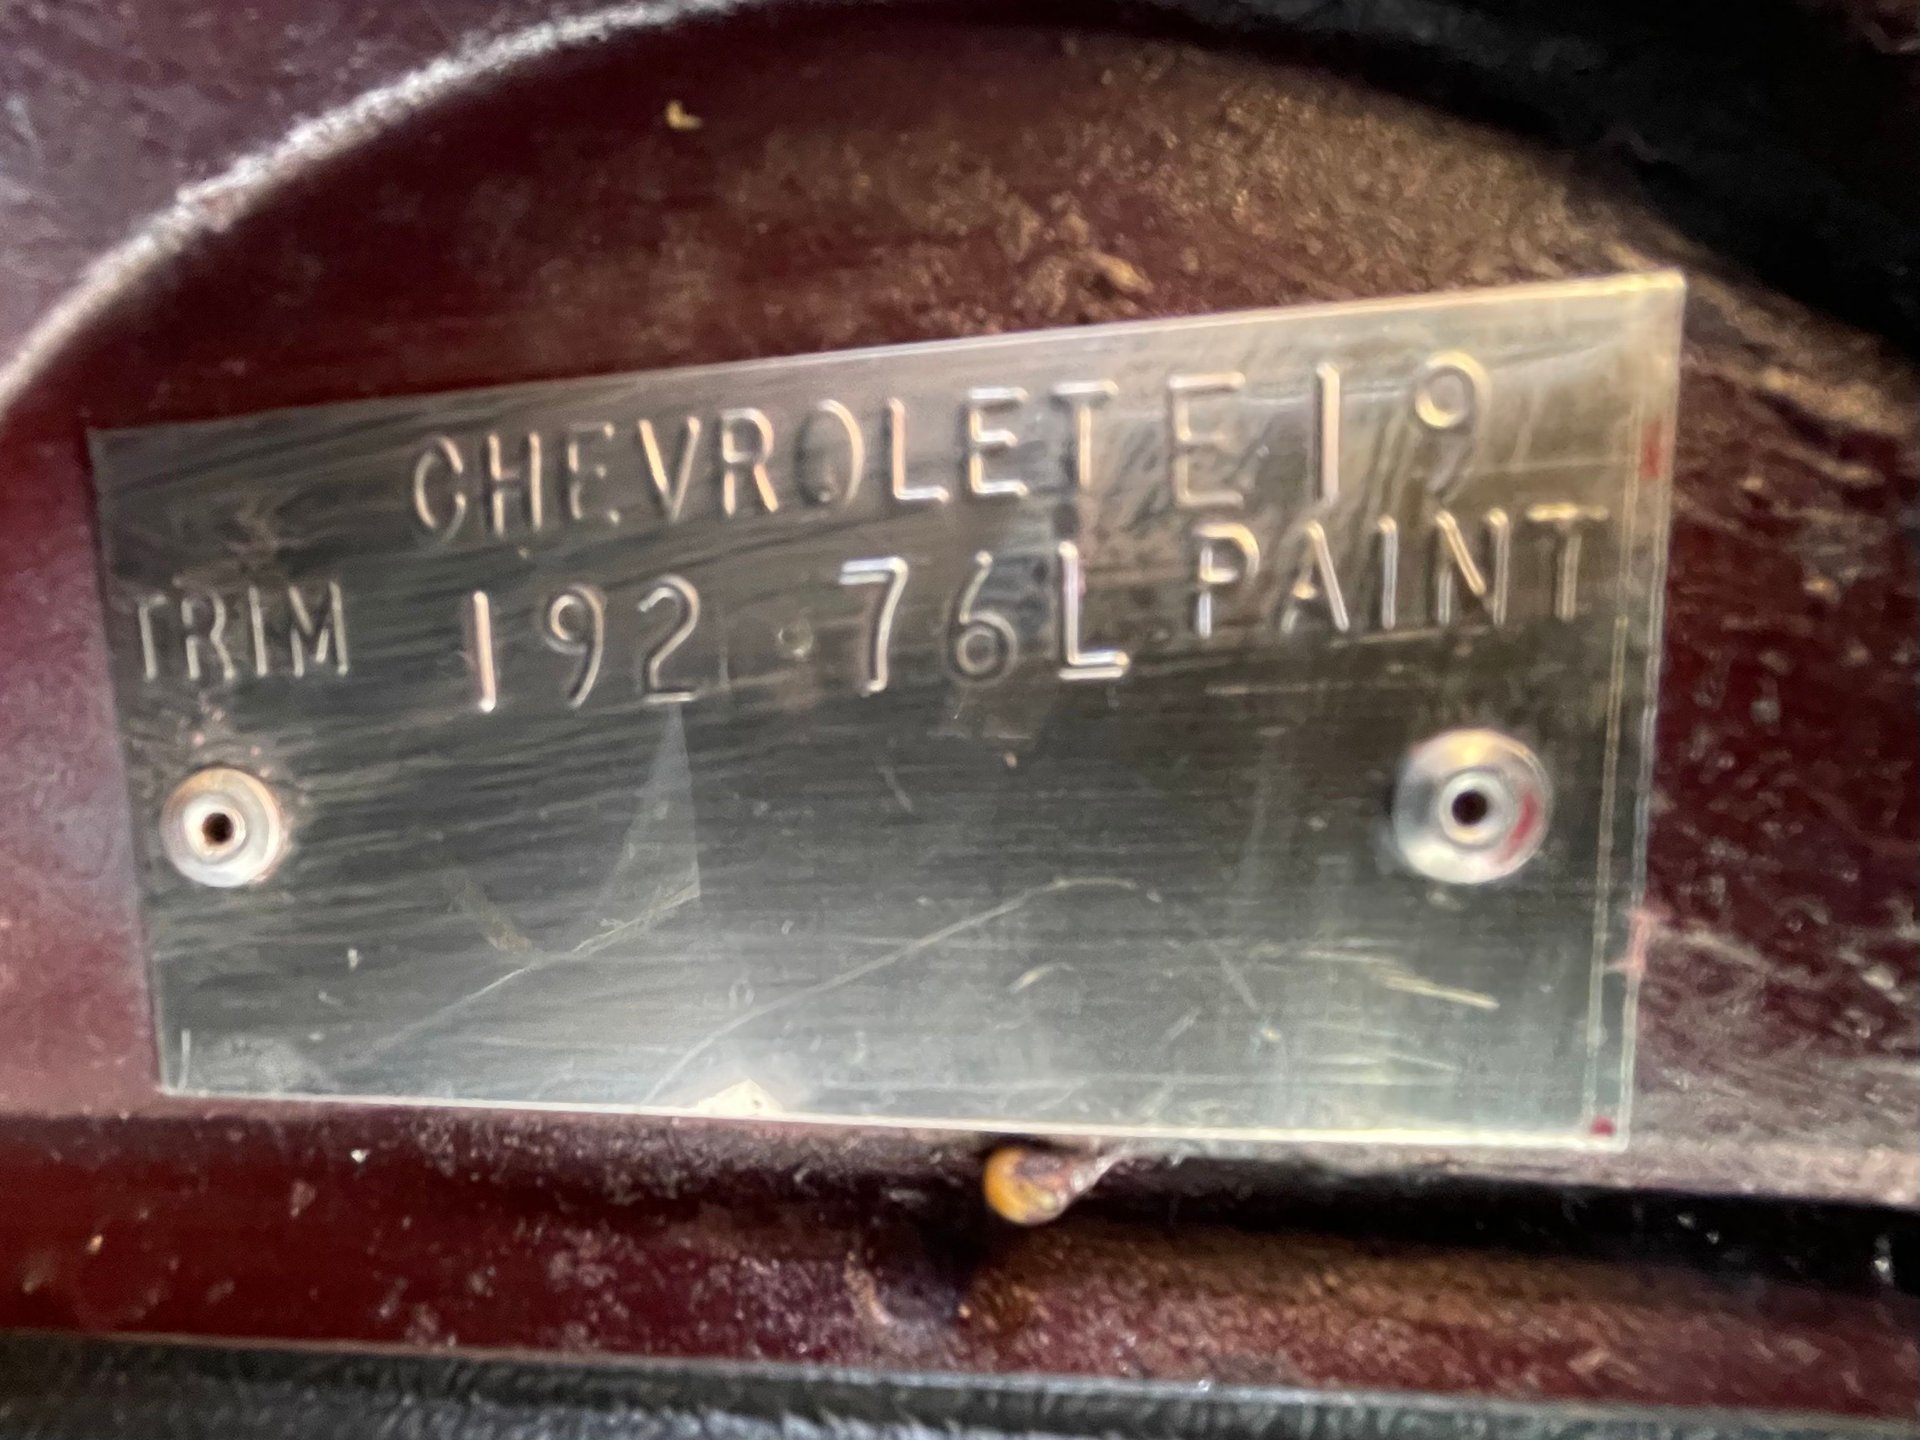 CHEVROLET E19
TRIM 192 76L PAINT